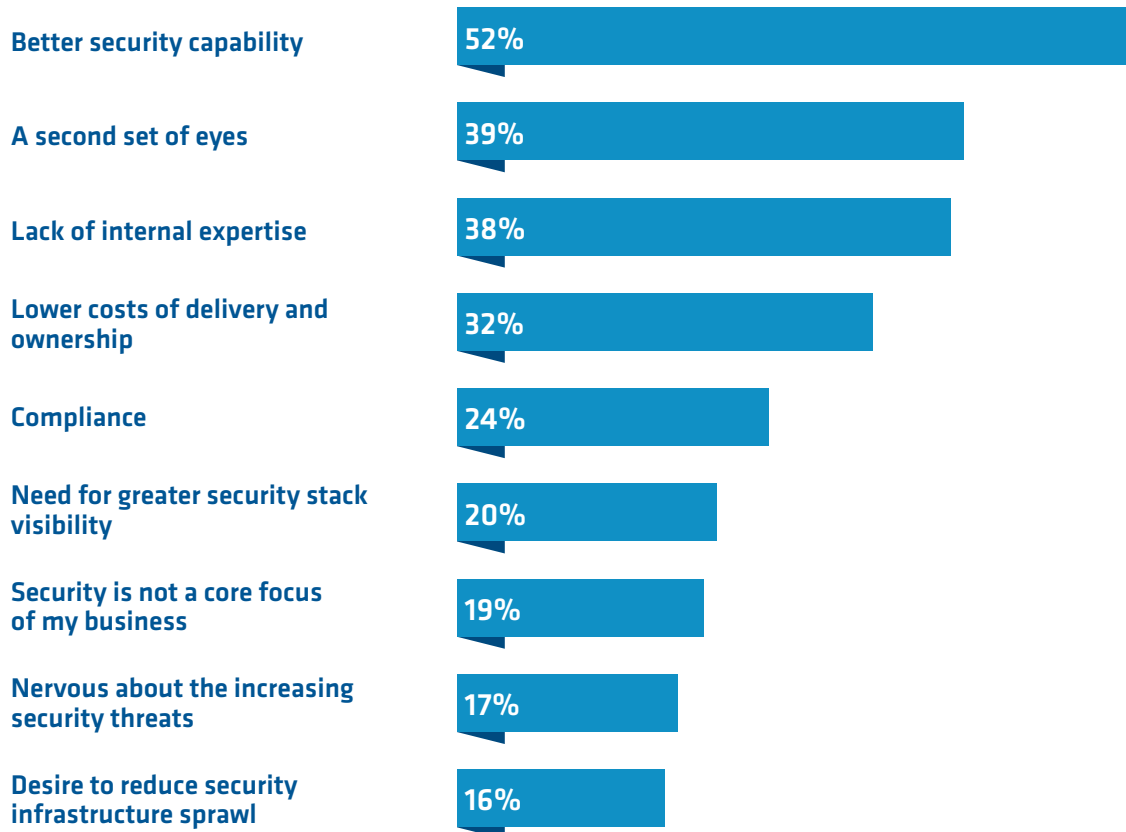 Better security capability
52%
A second set of eyes
39%
Lack of internal expertise
38%
Lower costs of delivery and
ownership
32%
Compliance
24%
Need for greater security stack
visibility
20%
Security is not a core focus
of my business
19%
Nervous about the increasing
security threats
17%
Desire to reduce security
infrastructure sprawl
16%